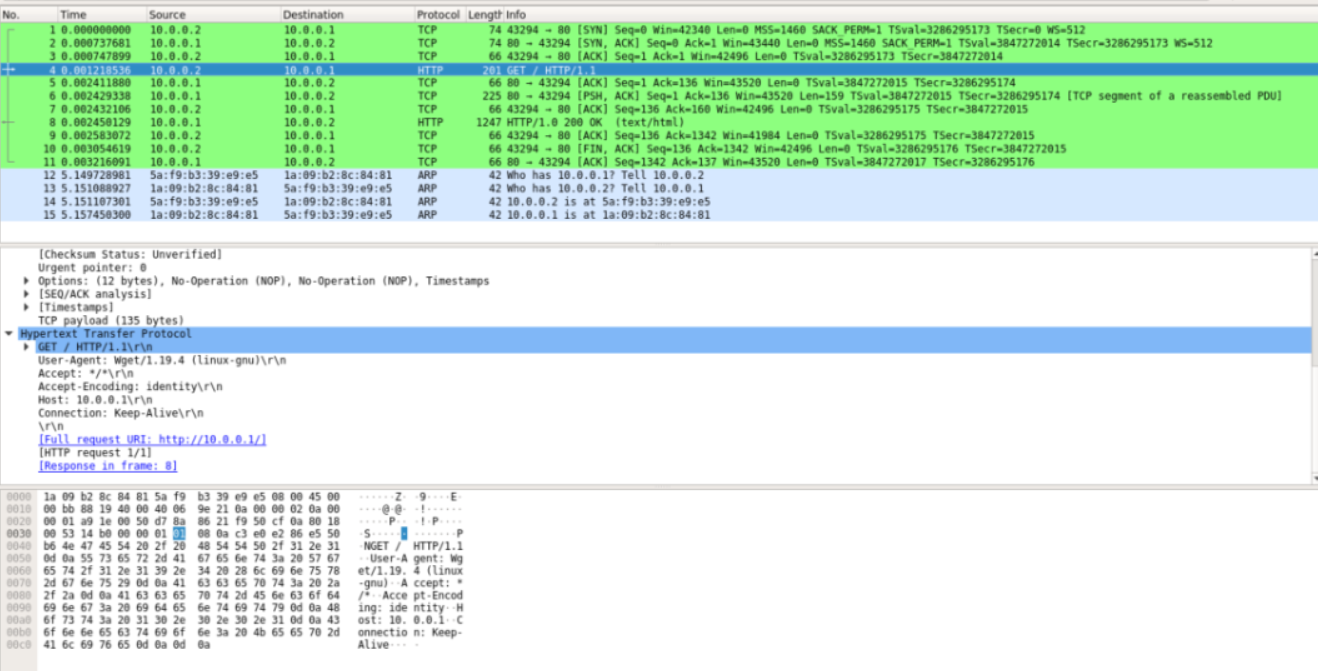 No. Time Source Destination Protocol Length Info
1 0.000000000 10.0.0.2 10.0.0.1 TCP 74 43294 → 80 [SYN] Seq=0 Win=42340 Len=0 MSS=1460 SACK_PERM=1 TSval=3286295173 TSecr=0 WS=512
2 0.000737681 10.0.0.1 10.0.0.2 TCP 74 80 → 43294 [SYN, ACK] Seq=0 Ack=1 Win=43440 Len=0 MSS=1460 SACK_PERM=1 TSval=3847272014 TSecr=3286295173 WS=512
3 0.000747899 10.0.0.2 10.0.0.1 TCP 66 43294 → 80 [ACK] Seq=1 Ack=1 Win=42496 Len=0 TSval=3286295173 TSecr=3847272014
4 0.001218536 10.0.0.2 10.0.0.1 HTTP 201 GET / HTTP/1.1
5 0.002411880 10.0.0.1 10.0.0.2 TCP 66 80 → 43294 [ACK] Seq=1 Ack=136 Win=43520 Len=0 TSval=3847272015 TSecr=3286295174
6 0.002429338 10.0.0.1 10.0.0.2 TCP 225 80 → 43294 [PSH, ACK] Seq=1 Ack=136 Win=43520 Len=159 TSval=3847272015 TSecr=3286295174 [TCP segment of a reassembled PDU]
7 0.002432106 10.0.0.2 10.0.0.1 TCP 66 43294 → 80 [ACK] Seq=136 Ack=160 Win=42496 Len=0 TSval=3286295175 TSecr=3847272015
8 0.002450129 10.0.0.1 10.0.0.2 HTTP 1247 HTTP/1.0 200 OK (text/html)
9 0.002583072 10.0.0.2 10.0.0.1 TCP 66 43294 → 80 [ACK] Seq=136 Ack=1342 Win=41984 Len=0 TSval=3286295175 TSecr=3847272015
10 0.003054619 10.0.0.2 10.0.0.1 TCP 66 43294 → 80 [FIN, ACK] Seq=136 Ack=1342 Win=42496 Len=0 TSval=3286295176 TSecr=3847272015
11 0.003216091 10.0.0.1 10.0.0.2 TCP 66 80 → 43294 [ACK] Seq=1342 Ack=137 Win=43520 Len=0 TSval=3847272017 TSecr=3286295176
12 5.149728981 5a:f9:b3:39:e9:e5 1a:09:b2:8c:84:81 ARP 42 Who has 10.0.0.1? Tell 10.0.0.2
13 5.151088927 1a:09:b2:8c:84:81 5a:f9:b3:39:e9:e5 ARP 42 Who has 10.0.0.2? Tell 10.0.0.1
14 5.151107301 5a:f9:b3:39:e9:e5 1a:09:b2:8c:84:81 ARP 42 10.0.0.2 is at 5a:f9:b3:39:e9:e5
15 5.157450300 1a:09:b2:8c:84:81 5a:f9:b3:39:e9:e5 ARP 42 10.0.0.1 is at 1a:09:b2:8c:84:81
[Checksum Status: Unverified]
Urgent pointer: 0
Options: (12 bytes), No-Operation (NOP), No-Operation (NOP), Timestamps
[SEQ/ACK analysis]
[Timestamps]
TCP payload (135 bytes)
Hypertext Transfer Protocol
GET / HTTP/1.1\r\n
User-Agent: Wget/1.19.4 (linux-gnu)\r\n
Accept: */*\r\n
Accept-Encoding: identity\r\n
Host: 10.0.0.1\r\n
Connection: Keep-Alive\r\n
\r\n
[Full request URI: http://10.0.0.1/]
[HTTP request 1/1]
[Response in frame: 8]
0000 1a 09 b2 8c 84 81 5a f9 b3 39 e9 e5 08 00 45 00 ······Z· ·9····E·
0010 00 bb 88 19 40 00 40 06 9e 21 0a 00 00 02 0a 00 ····@·@· ·!······
0020 00 01 a9 1e 00 50 d7 8a 86 21 f9 50 cf 0a 80 18 ·····P·· ·!·P····
0030 00 53 14 b0 00 00 01 01 08 0a c3 e0 e2 86 e5 50 ·S······ ·······P
0040 b6 4e 47 45 54 20 2f 20 48 54 54 50 2f 31 2e 31 ·NGET / HTTP/1.1
0050 0d 0a 55 73 65 72 2d 41 67 65 6e 74 3a 20 57 67 ··User-A gent: Wg
0060 65 74 2f 31 2e 31 39 2e 34 20 28 6c 69 6e 75 78 et/1.19. 4 (linux
0070 2d 67 6e 75 29 0d 0a 41 63 63 65 70 74 3a 20 2a -gnu)··A ccept: *
0080 2f 2a 0d 0a 41 63 63 65 70 74 2d 45 6e 63 6f 64 /*··Acce pt-Encod
0090 69 6e 67 3a 20 69 64 65 6e 74 69 74 79 0d 0a 48 ing: ide ntity··H
00a0 6f 73 74 3a 20 31 30 2e 30 2e 30 2e 31 0d 0a 43 ost: 10. 0.0.1··C
00b0 6f 6e 6e 65 63 74 69 6f 6e 3a 20 4b 65 65 70 2d onnectio n: Keep-
00c0 41 6c 69 76 65 0d 0a 0d 0a Alive··· ·